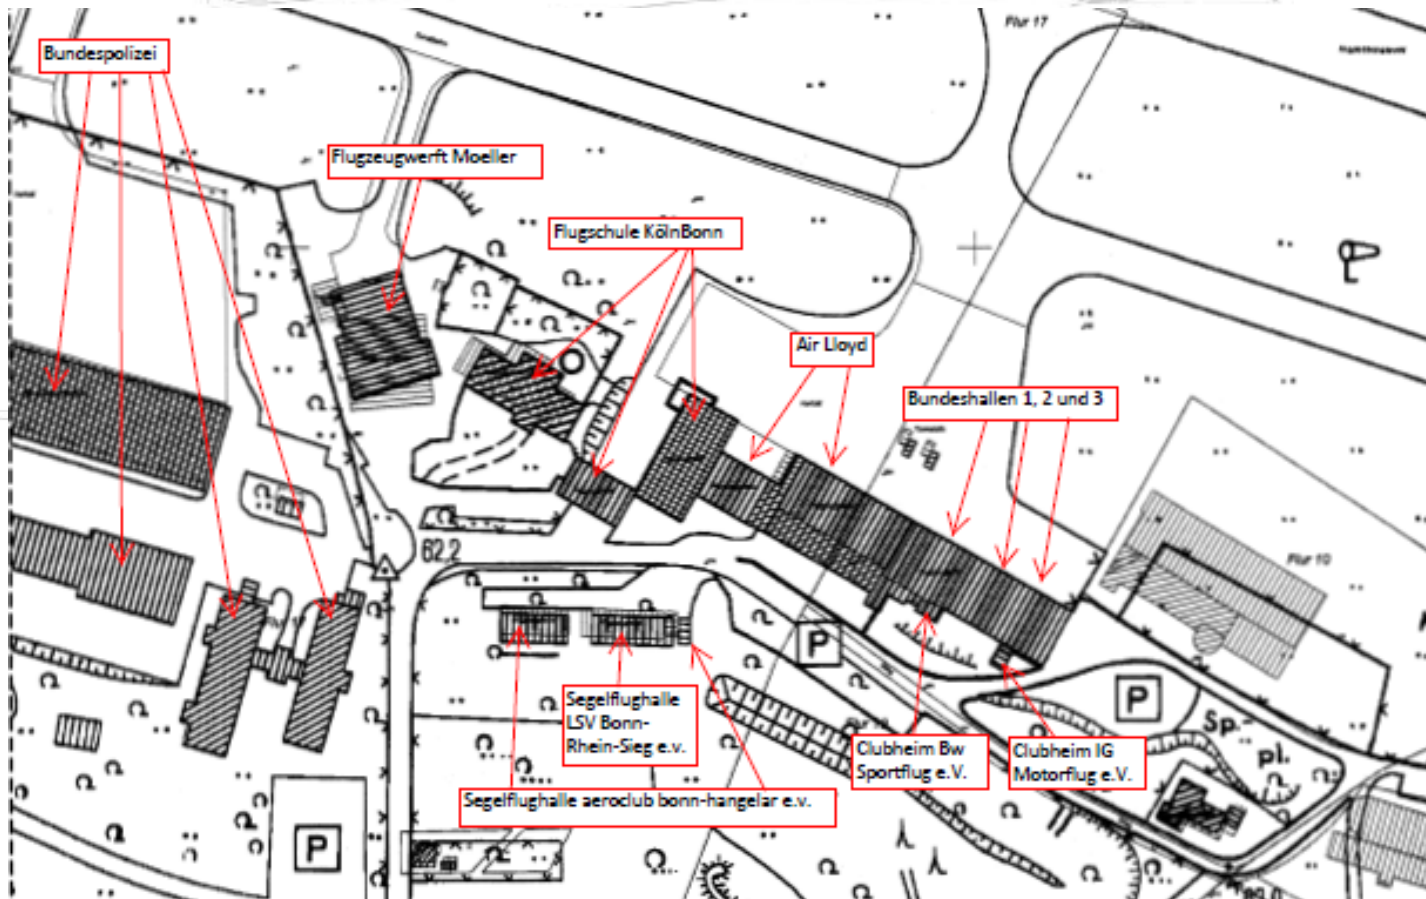 Flur 17
Bundespolizei
Flugzeugwerft Moeller
Flugschule KölnBonn
Air Lloyd
Bundeshallen 1, 2 und 3
62.2
Flur 10
P
P
Sp.-
pl.
Segelflughalle
LSV Bonn-
Rhein-Sieg e.v.
Clubheim Bw
Sportflug e.V.
Clubheim IG
Motorflug e.V.
Segelflughalle aeroclub bonn-hangelar e.v.
P